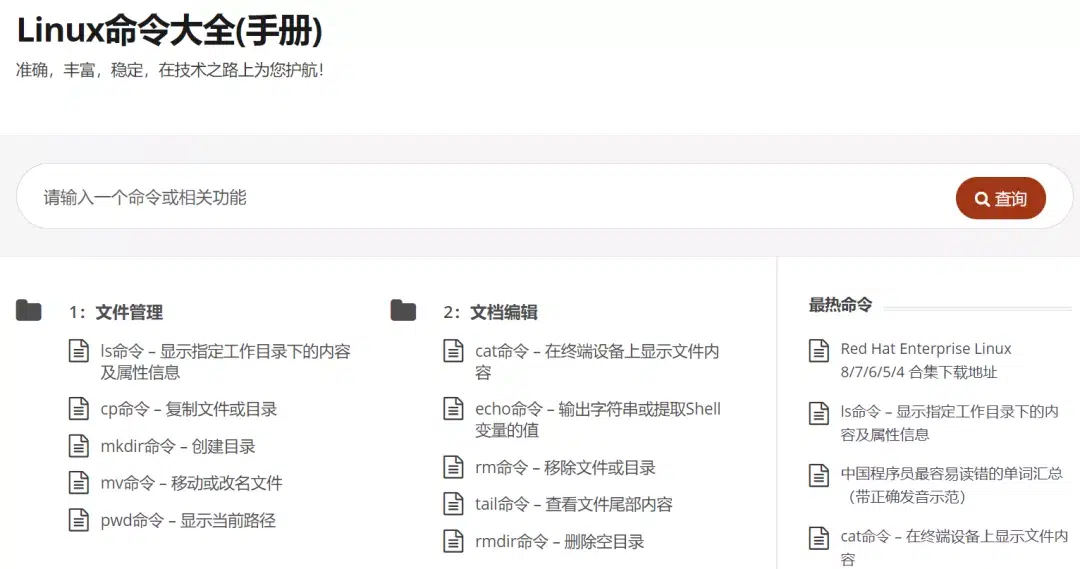 Linux命令大全(手册)
准确，丰富，稳定，在技术之路上为您护航！
请输入一个命令或相关功能
查询
1：文件管理
ls命令 – 显示指定工作目录下的内容
及属性信息
cp命令 – 复制文件或目录
mkdir命令 – 创建目录
mv命令 – 移动或改名文件
pwd命令 – 显示当前路径
2：文档编辑
cat命令 – 在终端设备上显示文件内
容
echo命令 – 输出字符串或提取Shell
变量的值
rm命令 – 移除文件或目录
tail命令 – 查看文件尾部内容
rmdir命令 – 删除空目录
最热命令
Red Hat Enterprise Linux
8/7/6/5/4 合集下载地址
ls命令 – 显示指定工作目录下的内
容及属性信息
中国程序员最容易读错的单词汇总
（带正确发音示范）
cat命令 – 在终端设备上显示文件内
容